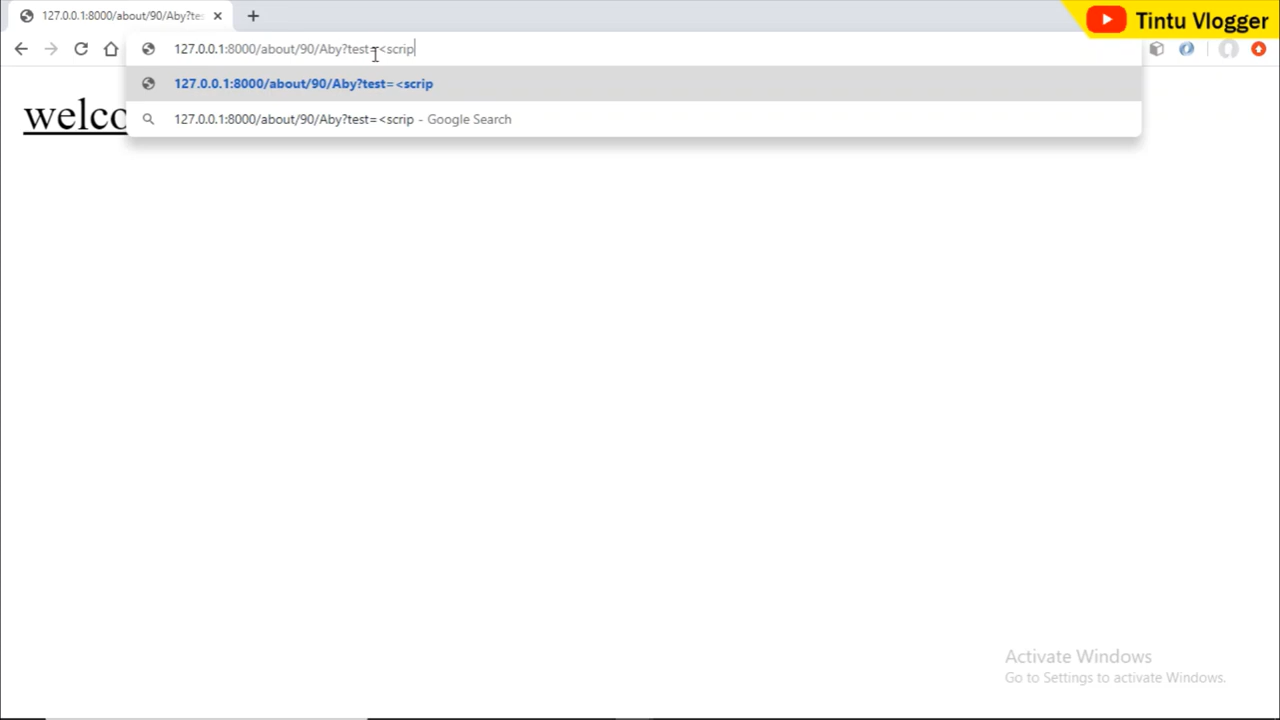 127.0.0.1:8000/about/90/Aby?tes
Tintu Vlogger
127.0.0.1:8000/about/90/Aby?test=<scrip
127.0.0.1:8000/about/90/Aby?test=<scrip
127.0.0.1:8000/about/90/Aby?test=<scrip - Google Search
welco
Activate Windows
Go to Settings to activate Windows.